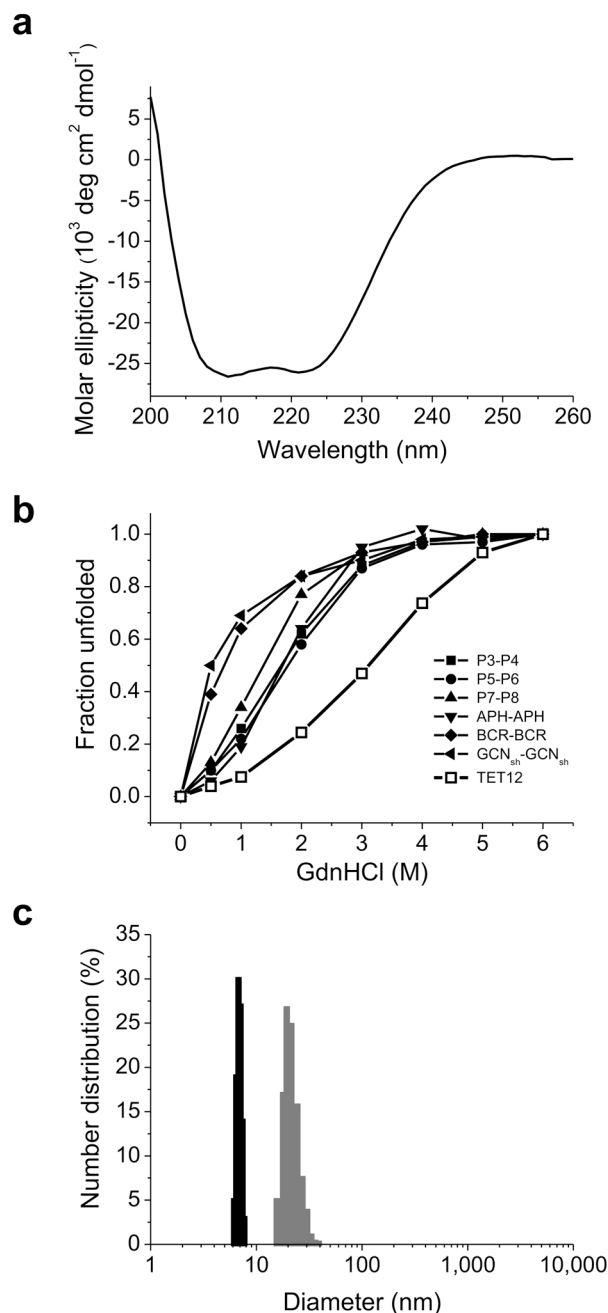 a
Molar ellipticity (10³ deg cm² dmol⁻¹)
5
0
-5
-10
-15
-20
-25
200 210 220 230 240 250 260
Wavelength (nm)
b
Fraction unfolded
1.0
0.8
0.6
0.4
0.2
0.0
P3-P4
P5-P6
P7-P8
APH-APH
BCR-BCR
GCNsh-GCNsh
TET12
0 1 2 3 4 5 6
GdnHCl (M)
c
Number distribution (%)
35
30
25
20
15
10
5
0
1 10 100 1,000 10,000
Diameter (nm)